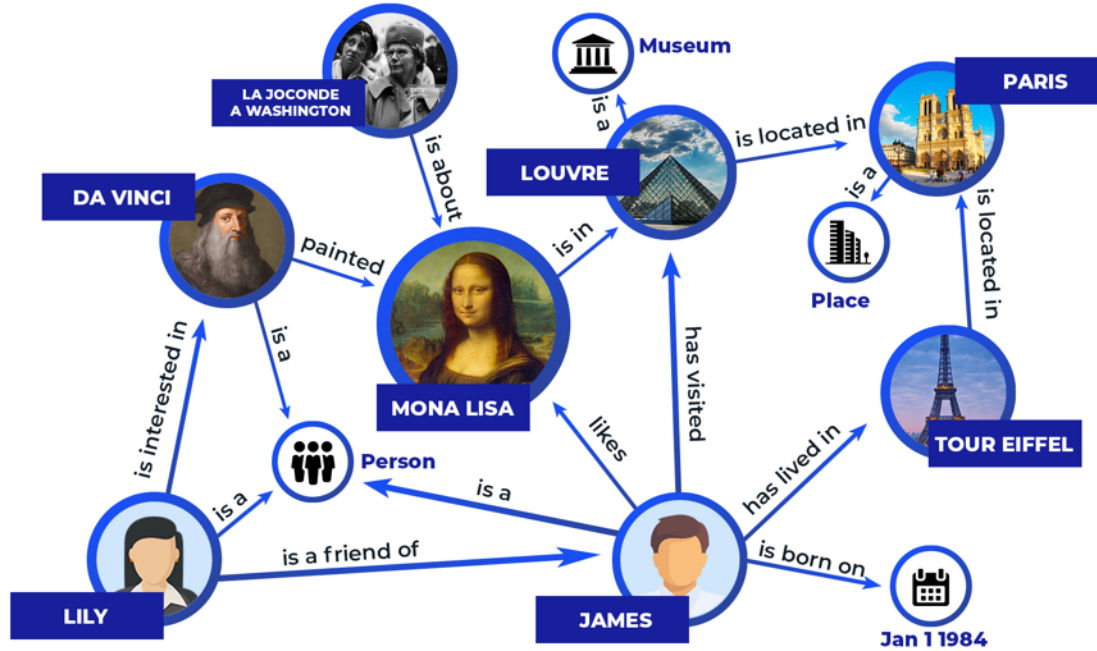 Museum
PARIS
LA JOCONDE
A WASHINGTON
is a
is located in
is about
LOUVRE
is a
DA VINCI
is located in
painted
is in
Place
is a
has visited
is interested in
MONA LISA
likes
TOUR EIFFEL
Person
has lived in
is a
is a
is a friend of
is born on
LILY
JAMES
Jan 1 1984